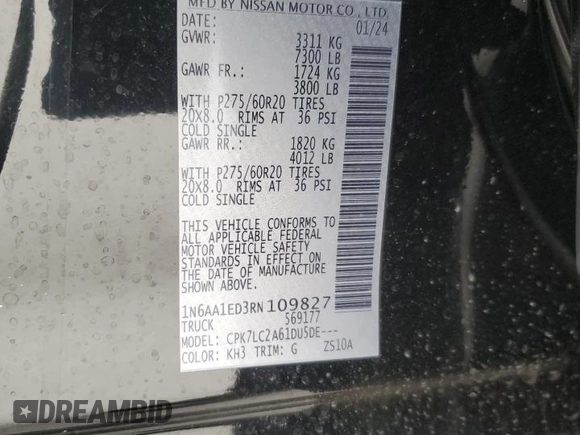 MFD BY NISSAN MOTOR CO., LTD.
DATE: 01/24
GVWR: 3311 KG
7300 LB
GAWR FR.: 1724 KG
3800 LB
WITH P275/60R20 TIRES
20X8.0 RIMS AT 36 PSI
COLD SINGLE
GAWR RR.: 1820 KG
4012 LB
WITH P275/60R20 TIRES
20X8.0 RIMS AT 36 PSI
COLD SINGLE
THIS VEHICLE CONFORMS TO
ALL APPLICABLE FEDERAL
MOTOR VEHICLE SAFETY
STANDARDS IN EFFECT ON
THE DATE OF MANUFACTURE
SHOWN ABOVE.
1N6AA1ED3RN109827
TRUCK 569177
MODEL: CPK7LC2A61DU5DE---
COLOR: KH3 TRIM: G ZS10A
DREAMBID